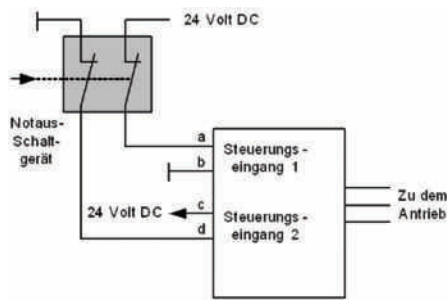 24 Volt DC
Notaus-
Schalt-
gerät
a
Steuerungs -
eingang 1
b
24 Volt DC
c
Steuerungs -
eingang 2
d
Zu dem
Antrieb